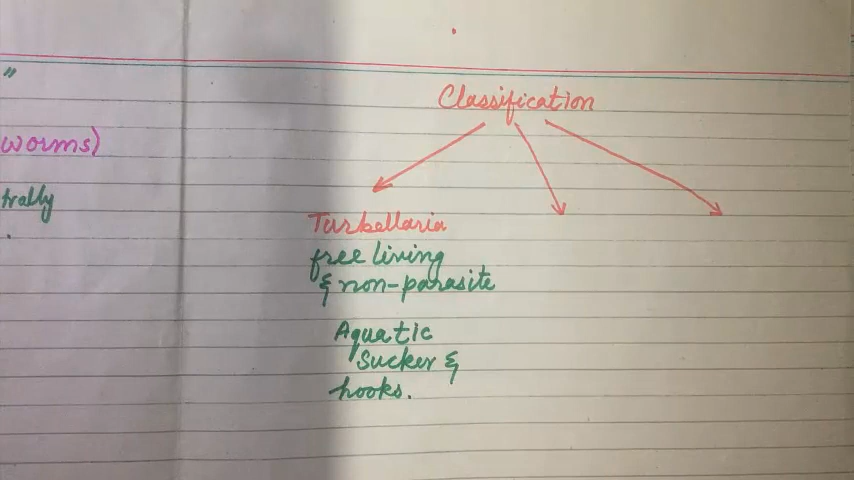 "
worms)
trally
.
Classification
Turbellaria
free living
& non-parasite
Aquatic
Sucker &
hooks.